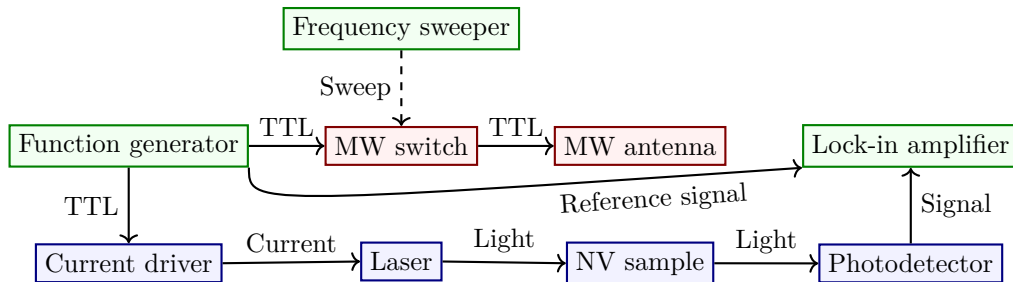 Frequency sweeper
Sweep
Function generator
TTL
MW switch
TTL
MW antenna
Lock-in amplifier
Reference signal
TTL
Signal
Current driver
Current
Laser
Light
NV sample
Light
Photodetector